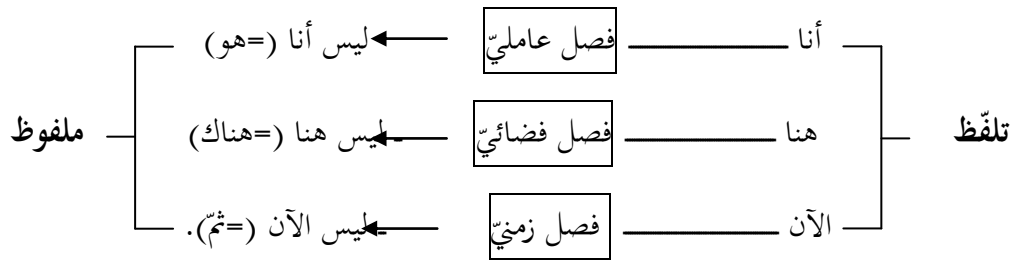 أنا فصل عامليّ ليس أنا (=هو)
تلفّظ هنا فصل فضائيّ ليس هنا (=هناك) ملفوظ
الآن فصل زمنيّ ليس الآن (=ثمّ).